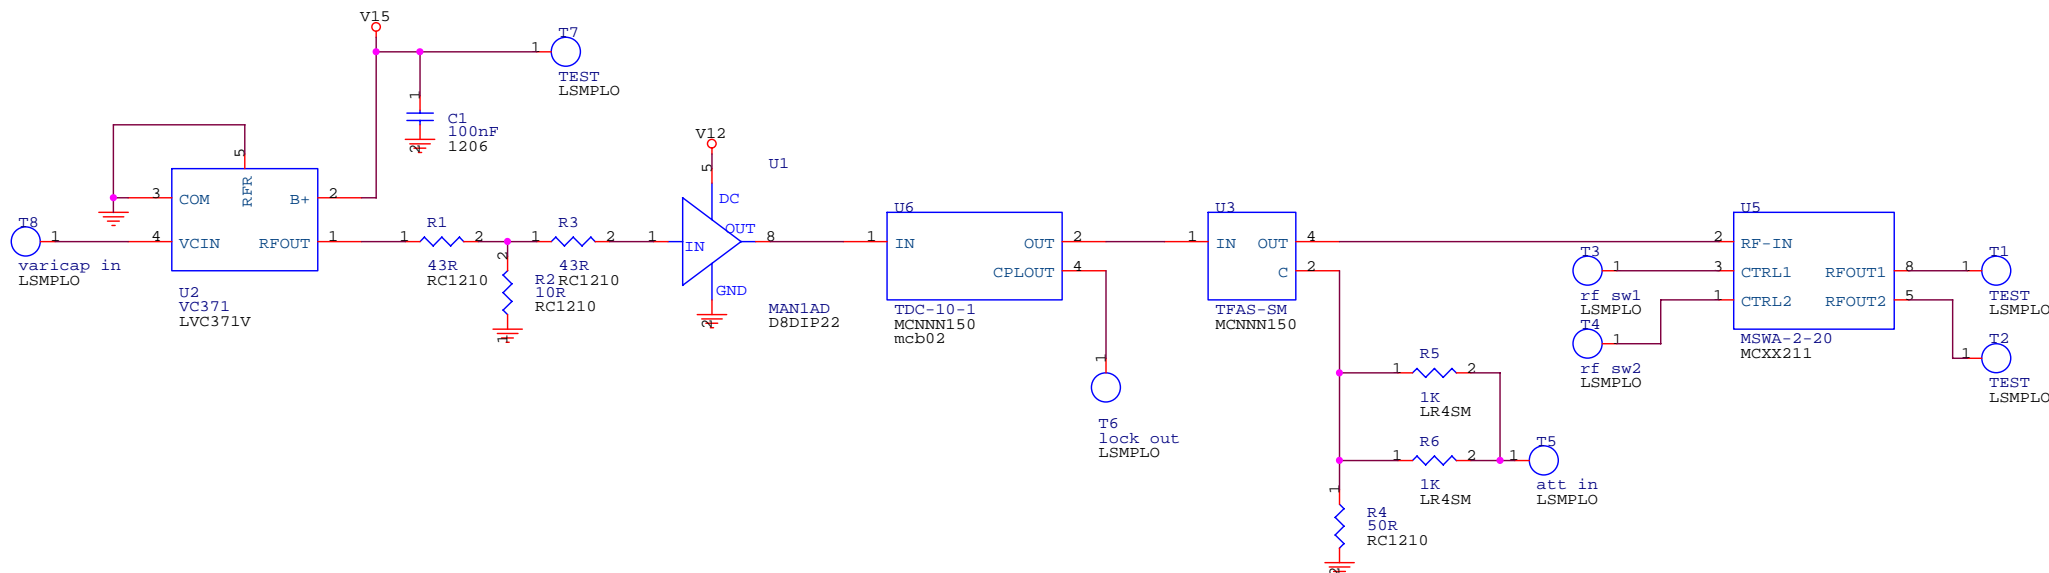 V15
1
T7
TEST
LSMPLO
1
C1
100nF
1206
2
V12
5
U1
DC
OUT
IN
GND
1
8
2
MAN1AD
D8DIP22
5
RFR
3
COM
B+
2
T8
1
4
VCIN
RFOUT
1
varicap in
LSMPLO
U2
VC371
LVC371V
R1
1
2
43R
RC1210
R3
1
2
43R
RC1210
2
R2
10R
RC1210
1
U6
1
IN
OUT
2
CPLOUT
4
TDC-10-1
MCNNN150
mcb02
1
T6
lock out
LSMPLO
U3
1
IN
OUT
4
C
2
TFAS-SM
MCNNN150
R5
1
2
1K
LR4SM
R6
1
2
1K
LR4SM
1
T5
att in
LSMPLO
1
R4
50R
RC1210
2
U5
2
RF-IN
3
CTRL1
RFOUT1
8
1
CTRL2
RFOUT2
5
MSWA-2-20
MCXX211
T3
1
rf sw1
LSMPLO
T4
1
rf sw2
LSMPLO
T1
1
TEST
LSMPLO
T2
1
TEST
LSMPLO